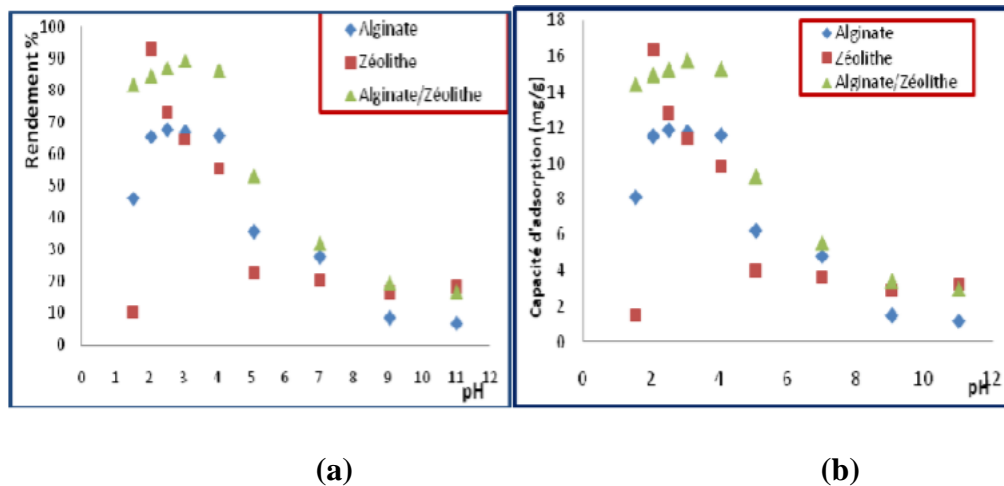 Rendement %
100
90
80
70
60
50
40
30
20
10
0
0 1 2 3 4 5 6 7 8 9 10 11 12
pH
Alginate
Zéolithe
Alginate/Zéolithe
(a)
Capacité d'adsorption (mg/g)
18
16
14
12
10
8
6
4
2
0
0 2 4 6 8 10 12
pH
Alginate
Zéolithe
Alginate/Zéolithe
(b)